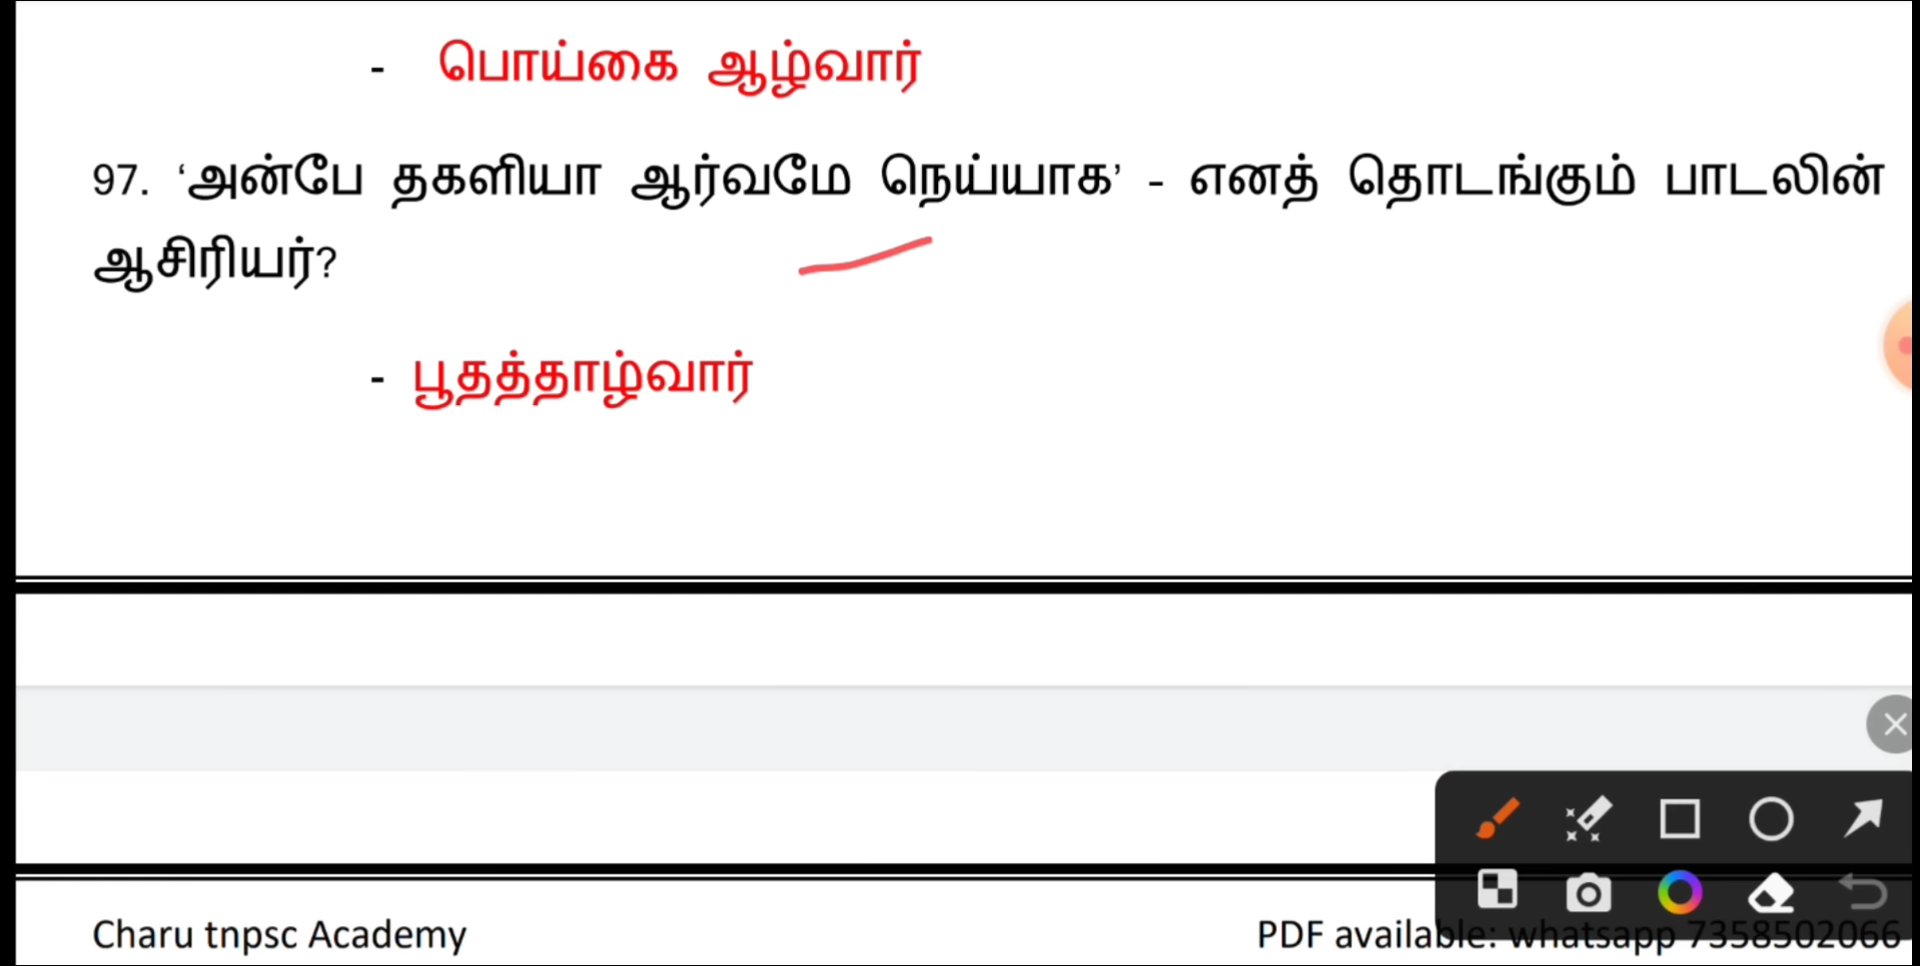 - பொய்கை ஆழ்வார்
97. ‘அன்பே தகளியா ஆர்வமே நெய்யாக’ - எனத் தொடங்கும் பாடலின்
ஆசிரியர்?
- பூதத்தாழ்வார்
Charu tnpsc Academy
PDF available: whatsapp 7358502066